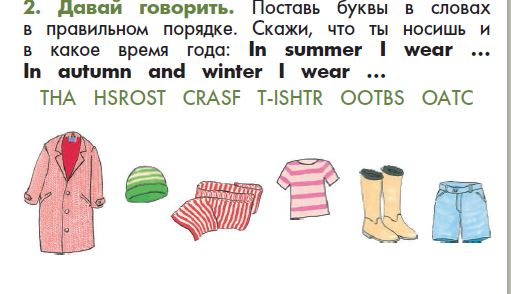 2. Давай говорить. Поставь буквы в словах
в правильном порядке. Скажи, что ты носишь и
в какое время года: In summer I wear ...
In autumn and winter I wear ...
THA HSROST CRASF T-ISHTR OOTBS OATC